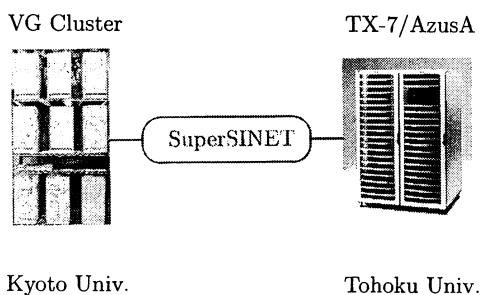 VG Cluster
TX-7/AzusA
SuperSINET
Kyoto Univ.
Tohoku Univ.